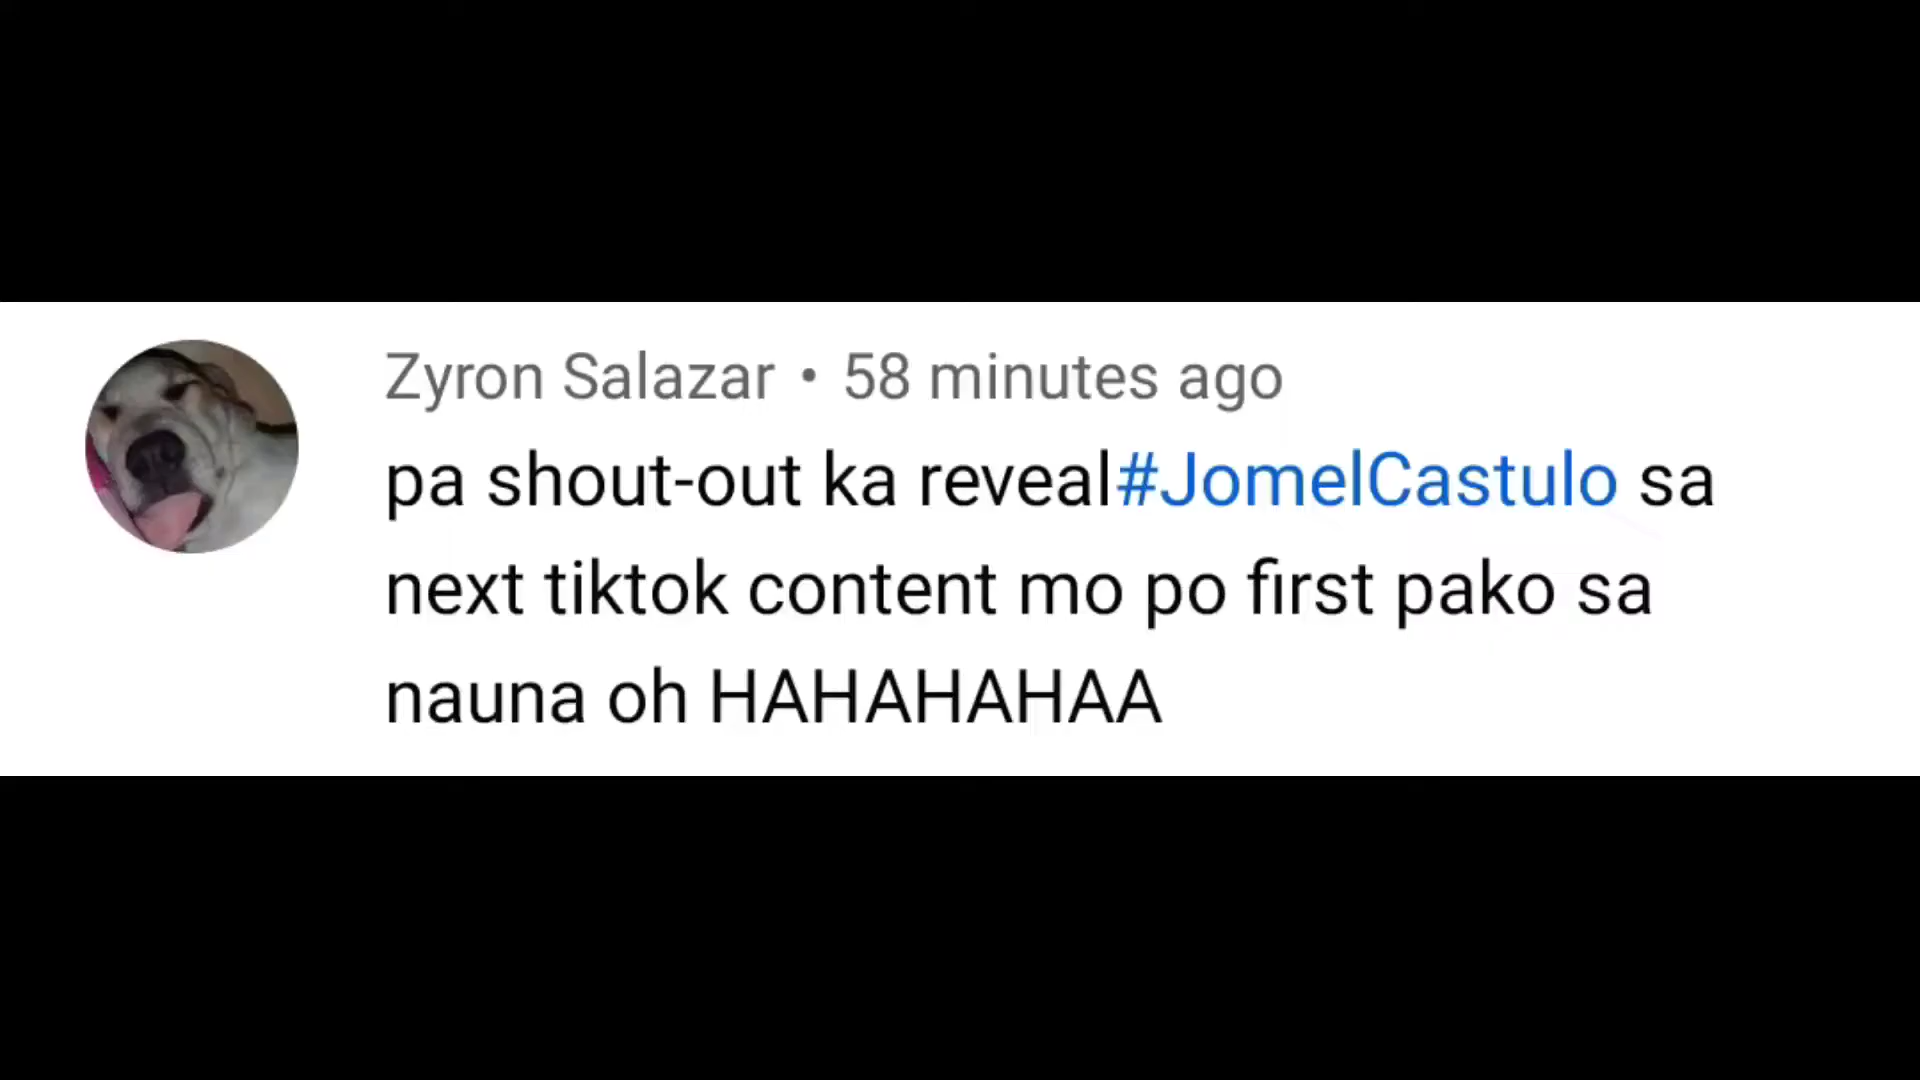 Zyron Salazar • 58 minutes ago
pa shout-out ka reveal#JomelCastulo sa
next tiktok content mo po first pako sa
nauna oh HAHAHAHAA